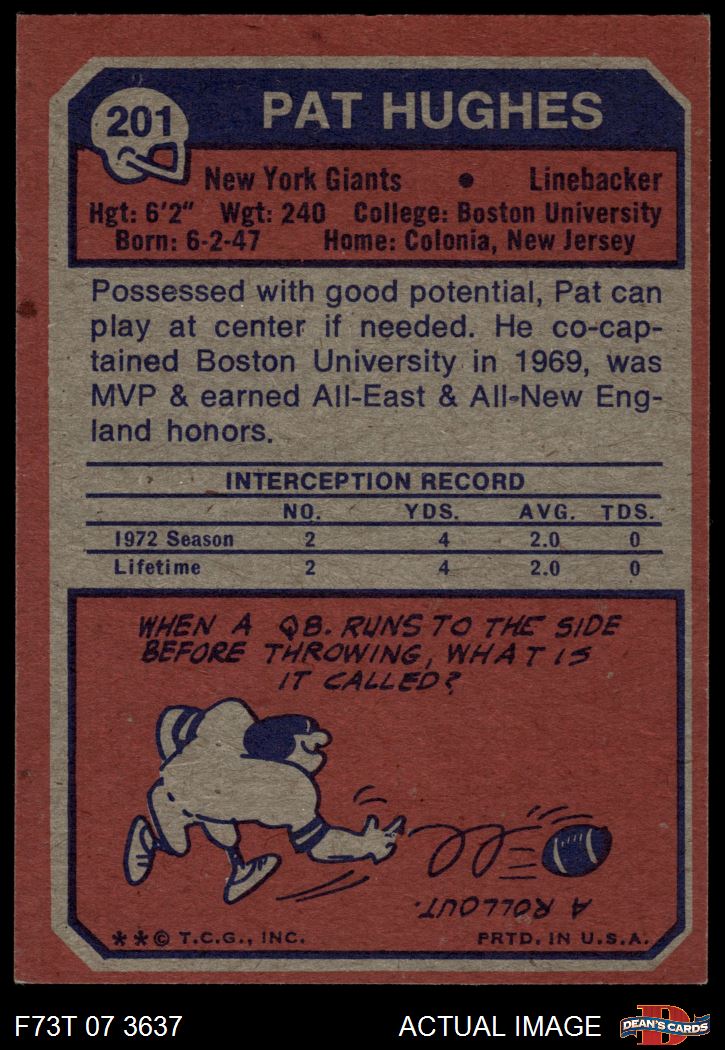 201
PAT HUGHES
New York Giants • Linebacker
Hgt: 6'2" Wgt: 240 College: Boston University
Born: 6-2-47 Home: Colonia, New Jersey
Possessed with good potential, Pat can
play at center if needed. He co-cap-
tained Boston University in 1969, was
MVP & earned All-East & All-New Eng-
land honors.
INTERCEPTION RECORD
NO. YDS. AVG. TDS.
1972 Season 2 4 2.0 0
Lifetime 2 4 2.0 0
WHEN A QB. RUNS TO THE SIDE
BEFORE THROWING, WHAT IS
IT CALLED?
A ROLLOUT.
**© T.C.G., INC. PRTD. IN U.S.A.
F73T 07 3637 ACTUAL IMAGE
D
DEAN'S CARDS